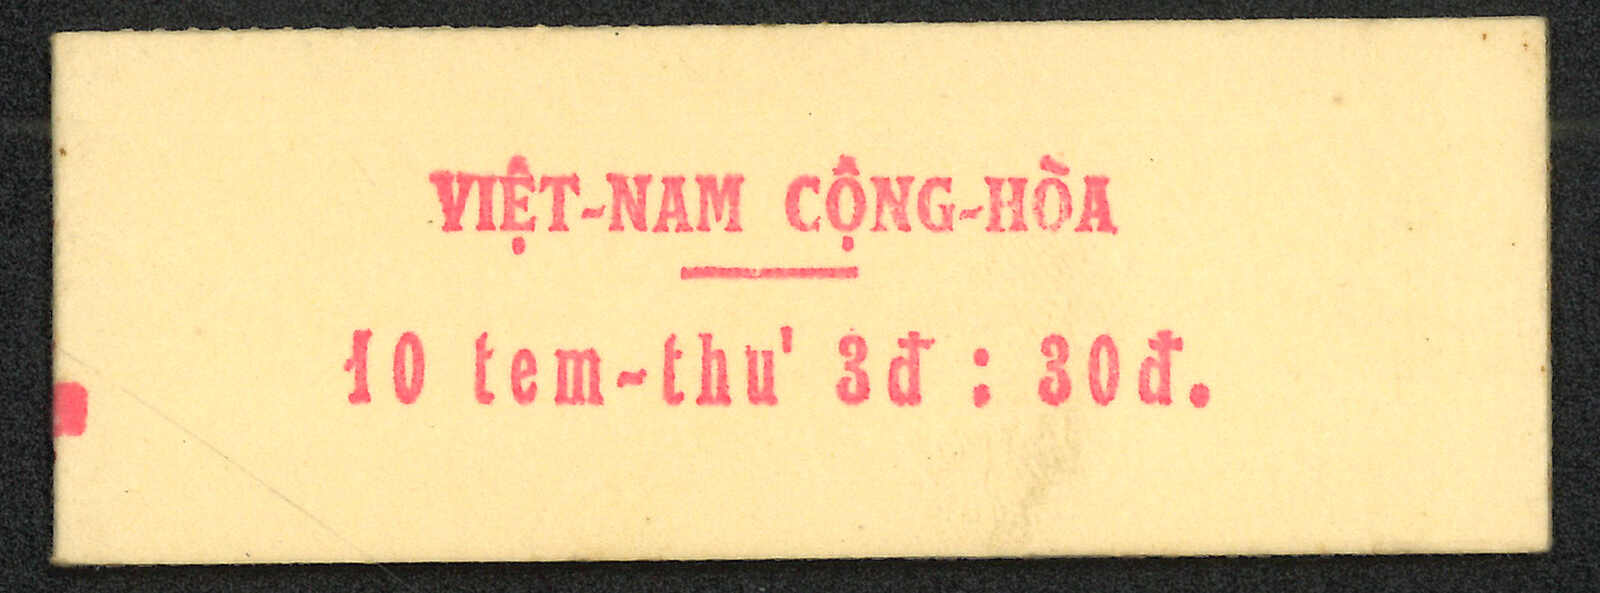 VIỆT-NAM CỘNG-HÒA
10 tem-thư 3đ : 30đ.